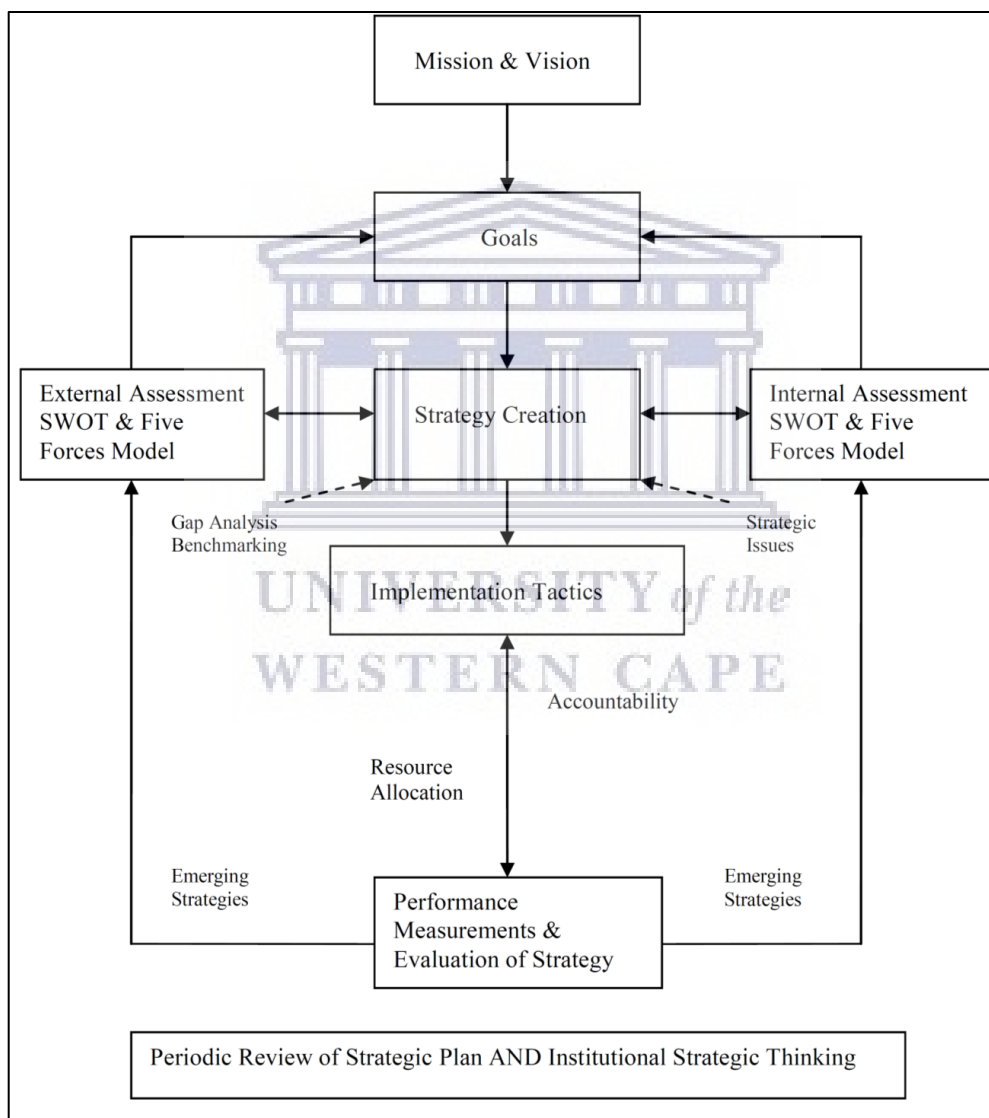 Mission & Vision
Goals
External Assessment
SWOT & Five
Forces Model
Strategy Creation
Internal Assessment
SWOT & Five
Forces Model
Gap Analysis
Benchmarking
Strategic
Issues
Implementation Tactics
UNIVERSITY of the
WESTERN CAPE
Accountability
Resource
Allocation
Emerging
Strategies
Emerging
Strategies
Performance
Measurements &
Evaluation of Strategy
Periodic Review of Strategic Plan AND Institutional Strategic Thinking